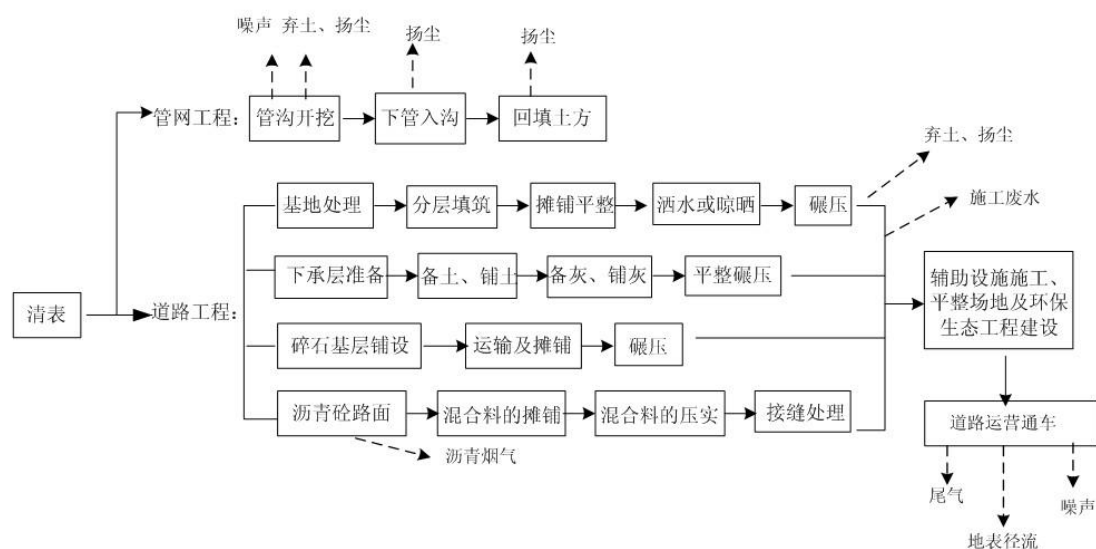 噪声 弃土、扬尘
扬尘
扬尘
管网工程：
管沟开挖
下管入沟
回填土方
弃土、扬尘
施工废水
基地处理
分层填筑
摊铺平整
洒水或晾晒
碾压
下承层准备
备土、铺土
备灰、铺灰
平整碾压
清表
道路工程：
辅助设施施工、
平整场地及环保
生态工程建设
碎石基层铺设
运输及摊铺
碾压
沥青砼路面
混合料的摊铺
混合料的压实
接缝处理
沥青烟气
道路运营通车
尾气
地表径流
噪声